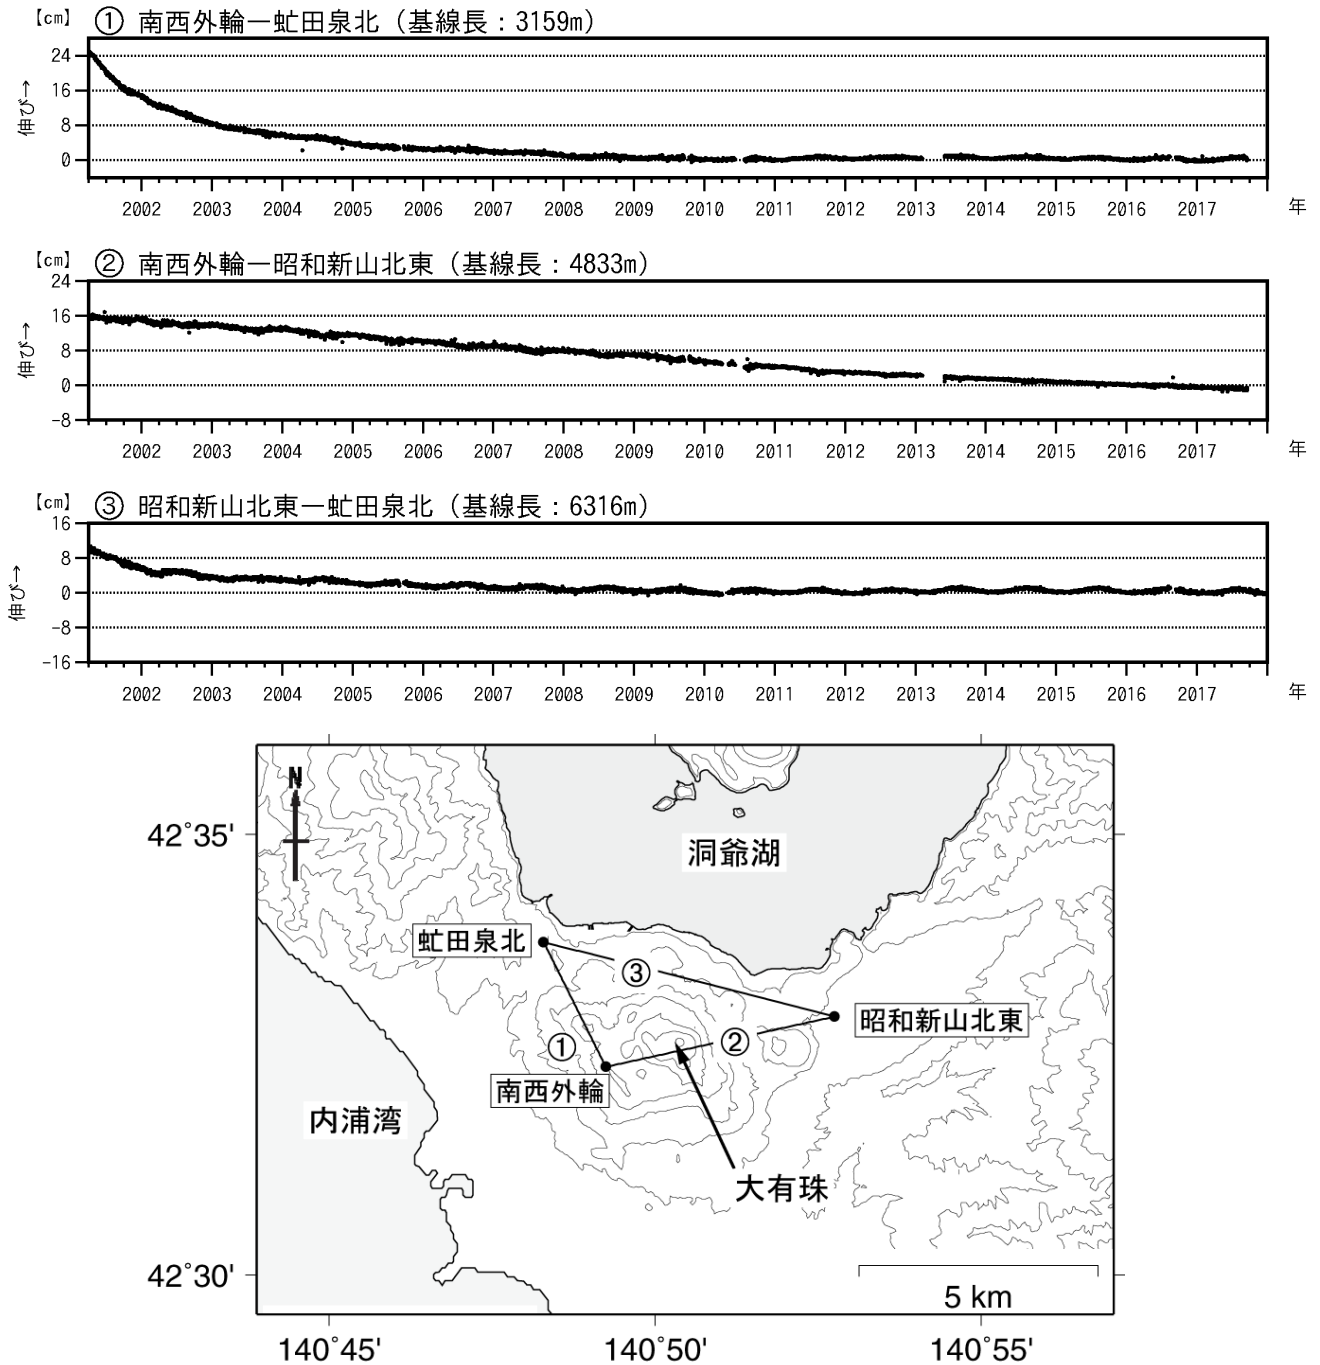 【cm】 ① 南西外輪－虻田泉北（基線長：3159m）
24
16
8
0
伸び→
2002 2003 2004 2005 2006 2007 2008 2009 2010 2011 2012 2013 2014 2015 2016 2017 年
【cm】 ② 南西外輪－昭和新山北東（基線長：4833m）
24
16
8
0
-8
伸び→
2002 2003 2004 2005 2006 2007 2008 2009 2010 2011 2012 2013 2014 2015 2016 2017 年
【cm】 ③ 昭和新山北東－虻田泉北（基線長：6316m）
16
8
0
-8
-16
伸び→
2002 2003 2004 2005 2006 2007 2008 2009 2010 2011 2012 2013 2014 2015 2016 2017 年
N
42°35'
洞爺湖
虻田泉北
③
昭和新山北東
①
②
南西外輪
内浦湾
大有珠
42°30'
5 km
140°45' 140°50' 140°55'